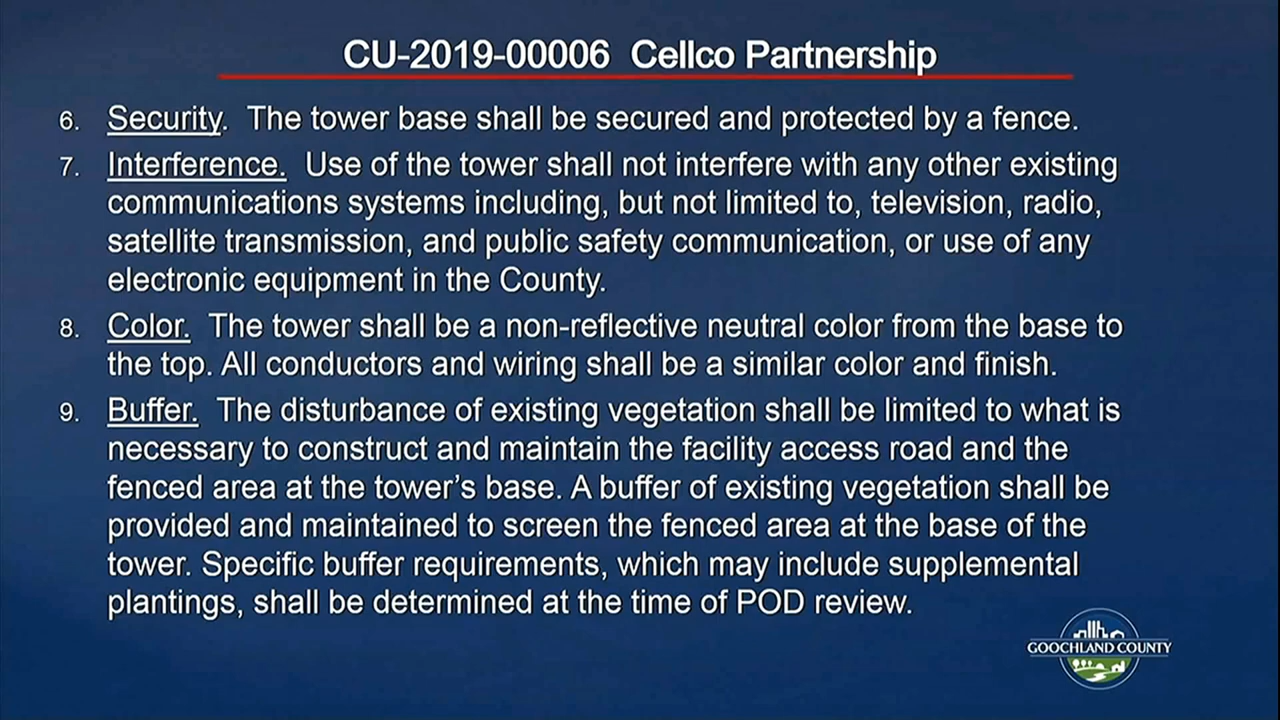 CU-2019-00006 Cellco Partnership
6. Security. The tower base shall be secured and protected by a fence.
7. Interference. Use of the tower shall not interfere with any other existing
communications systems including, but not limited to, television, radio,
satellite transmission, and public safety communication, or use of any
electronic equipment in the County.
8. Color. The tower shall be a non-reflective neutral color from the base to
the top. All conductors and wiring shall be a similar color and finish.
9. Buffer. The disturbance of existing vegetation shall be limited to what is
necessary to construct and maintain the facility access road and the
fenced area at the tower’s base. A buffer of existing vegetation shall be
provided and maintained to screen the fenced area at the base of the
tower. Specific buffer requirements, which may include supplemental
plantings, shall be determined at the time of POD review.
GOOCHLAND COUNTY